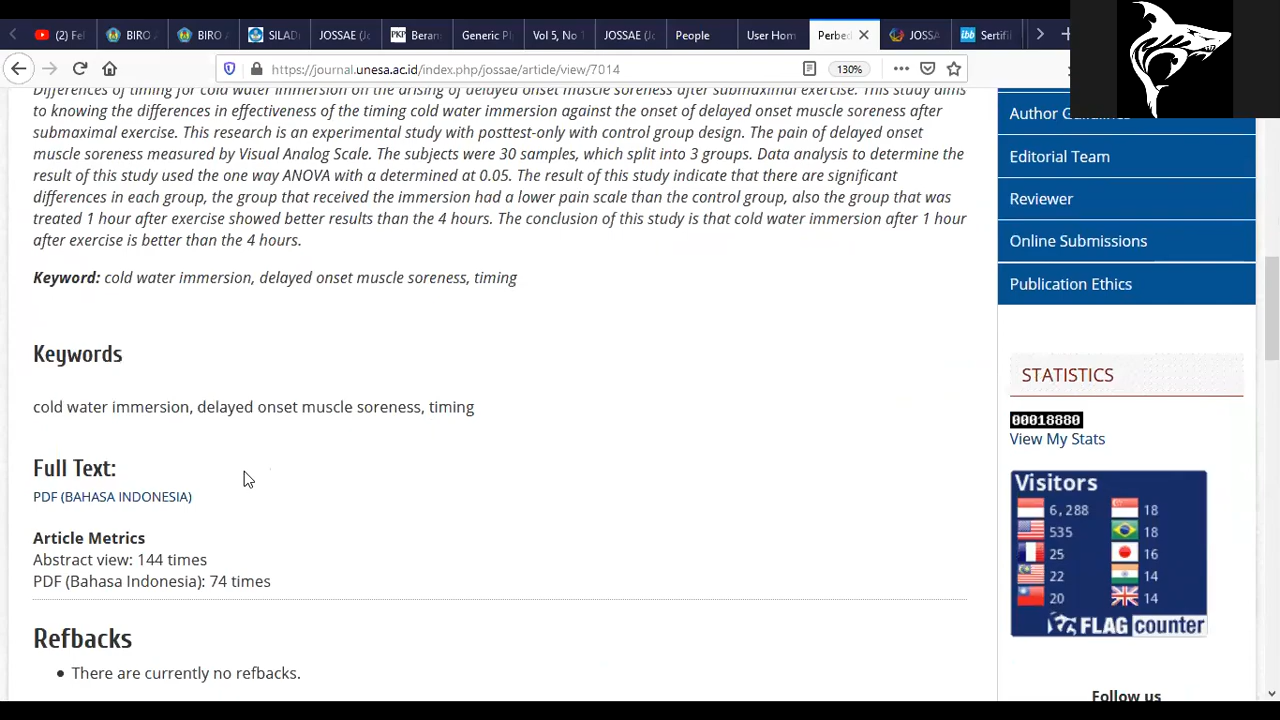 (2) Fel
BIRO
BIRO
SILAD
JOSSAE (
PKP Beran
Generic Pl
Vol 5, No 1
JOSSAE (Jo
People
User Hom
Perbed
JOSSA
ibb Sertifi
https://journal.unesa.ac.id/index.php/jossae/article/view/7014
130%
Differences of timing for cold water immersion on the arising of delayed onset muscle soreness after submaximal exercise. This study aims
to knowing the differences in effectiveness of the timing cold water immersion against the onset of delayed onset muscle soreness after
submaximal exercise. This research is an experimental study with posttest-only with control group design. The pain of delayed onset
muscle soreness measured by Visual Analog Scale. The subjects were 30 samples, which split into 3 groups. Data analysis to determine the
result of this study used the one way ANOVA with α determined at 0.05. The result of this study indicate that there are significant
differences in each group, the group that received the immersion had a lower pain scale than the control group, also the group that was
treated 1 hour after exercise showed better results than the 4 hours. The conclusion of this study is that cold water immersion after 1 hour
after exercise is better than the 4 hours.
Keyword: cold water immersion, delayed onset muscle soreness, timing
Keywords
cold water immersion, delayed onset muscle soreness, timing
Full Text:
PDF (BAHASA INDONESIA)
Article Metrics
Abstract view: 144 times
PDF (Bahasa Indonesia): 74 times
Refbacks
There are currently no refbacks.
Author Guidelines
Editorial Team
Reviewer
Online Submissions
Publication Ethics
STATISTICS
00018880
View My Stats
Visitors
6,288 18
535 18
25 16
22 14
20 14
FLAG counter
Follow us